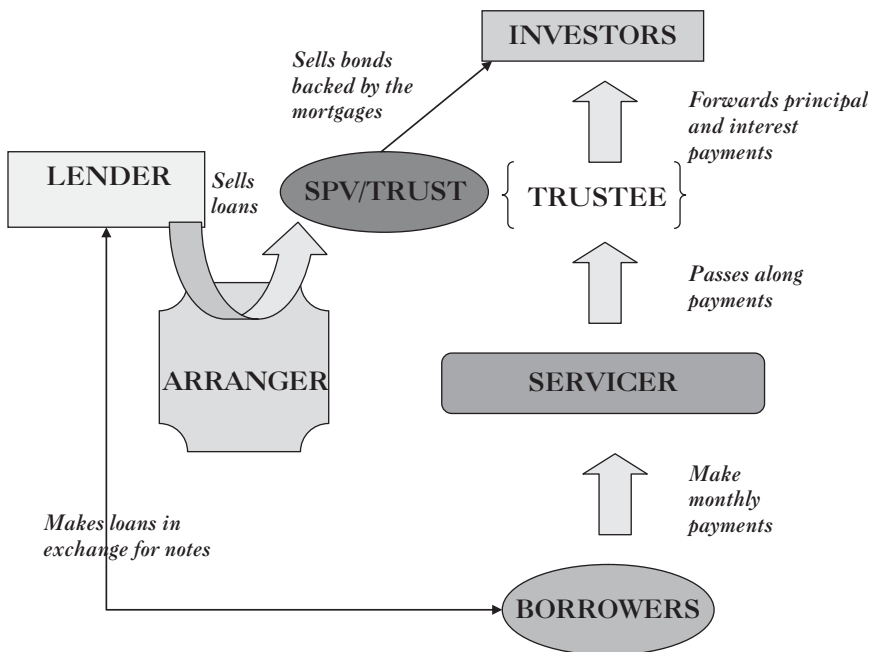 INVESTORS
Sells bonds
backed by the
mortgages
Forwards principal
and interest
payments
LENDER
Sells
loans
SPV/TRUST
TRUSTEE
Passes along
payments
ARRANGER
SERVICER
Make
monthly
payments
Makes loans in
exchange for notes
BORROWERS